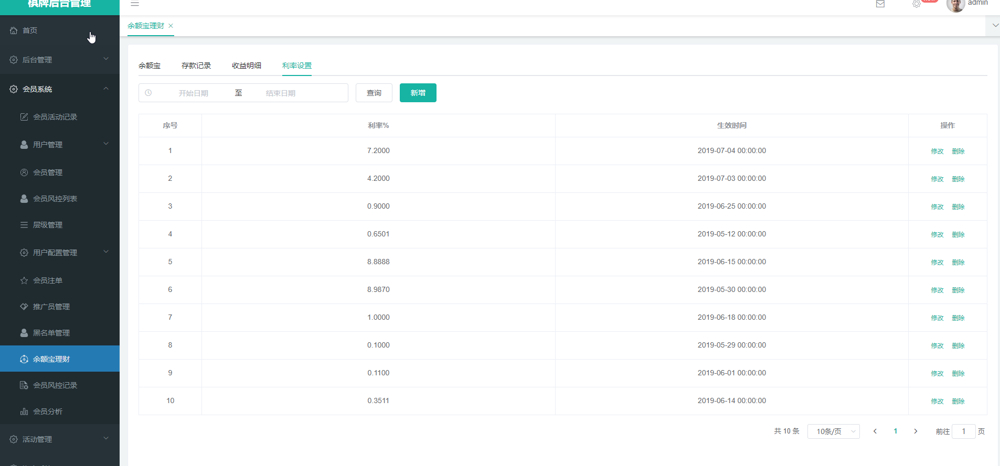 棋牌后台管理
new
admin
首页
后台管理
会员系统
会员活动记录
用户管理
会员管理
会员风控列表
层级管理
用户配置管理
会员注单
推广员管理
黑名单管理
余额宝理财
会员风控记录
会员分析
活动管理
余额宝理财
余额宝 存款记录 收益明细 利率设置
开始日期 至 结束日期 查询 新增
序号 利率% 生效时间 操作
1 7.2000 2019-07-04 00:00:00 修改 删除
2 4.2000 2019-07-03 00:00:00 修改 删除
3 0.9000 2019-06-25 00:00:00 修改 删除
4 0.6501 2019-05-12 00:00:00 修改 删除
5 8.8888 2019-06-15 00:00:00 修改 删除
6 8.9870 2019-05-30 00:00:00 修改 删除
7 1.0000 2019-06-18 00:00:00 修改 删除
8 0.1000 2019-05-29 00:00:00 修改 删除
9 0.1100 2019-06-01 00:00:00 修改 删除
10 0.3511 2019-06-14 00:00:00 修改 删除
共 10 条 10条/页 1 前往 1 页